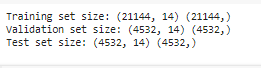 Training set size: (21144, 14) (21144,)
Validation set size: (4532, 14) (4532,)
Test set size: (4532, 14) (4532,)